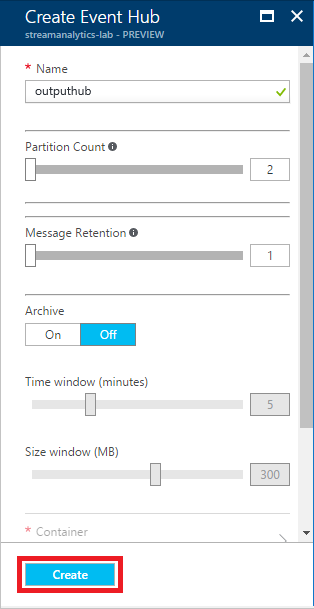 Create Event Hub
streamanalytics-lab - PREVIEW
* Name
outputhub
Partition Count
2
Message Retention
1
Archive
On Off
Time window (minutes)
5
Size window (MB)
300
* Container
Create